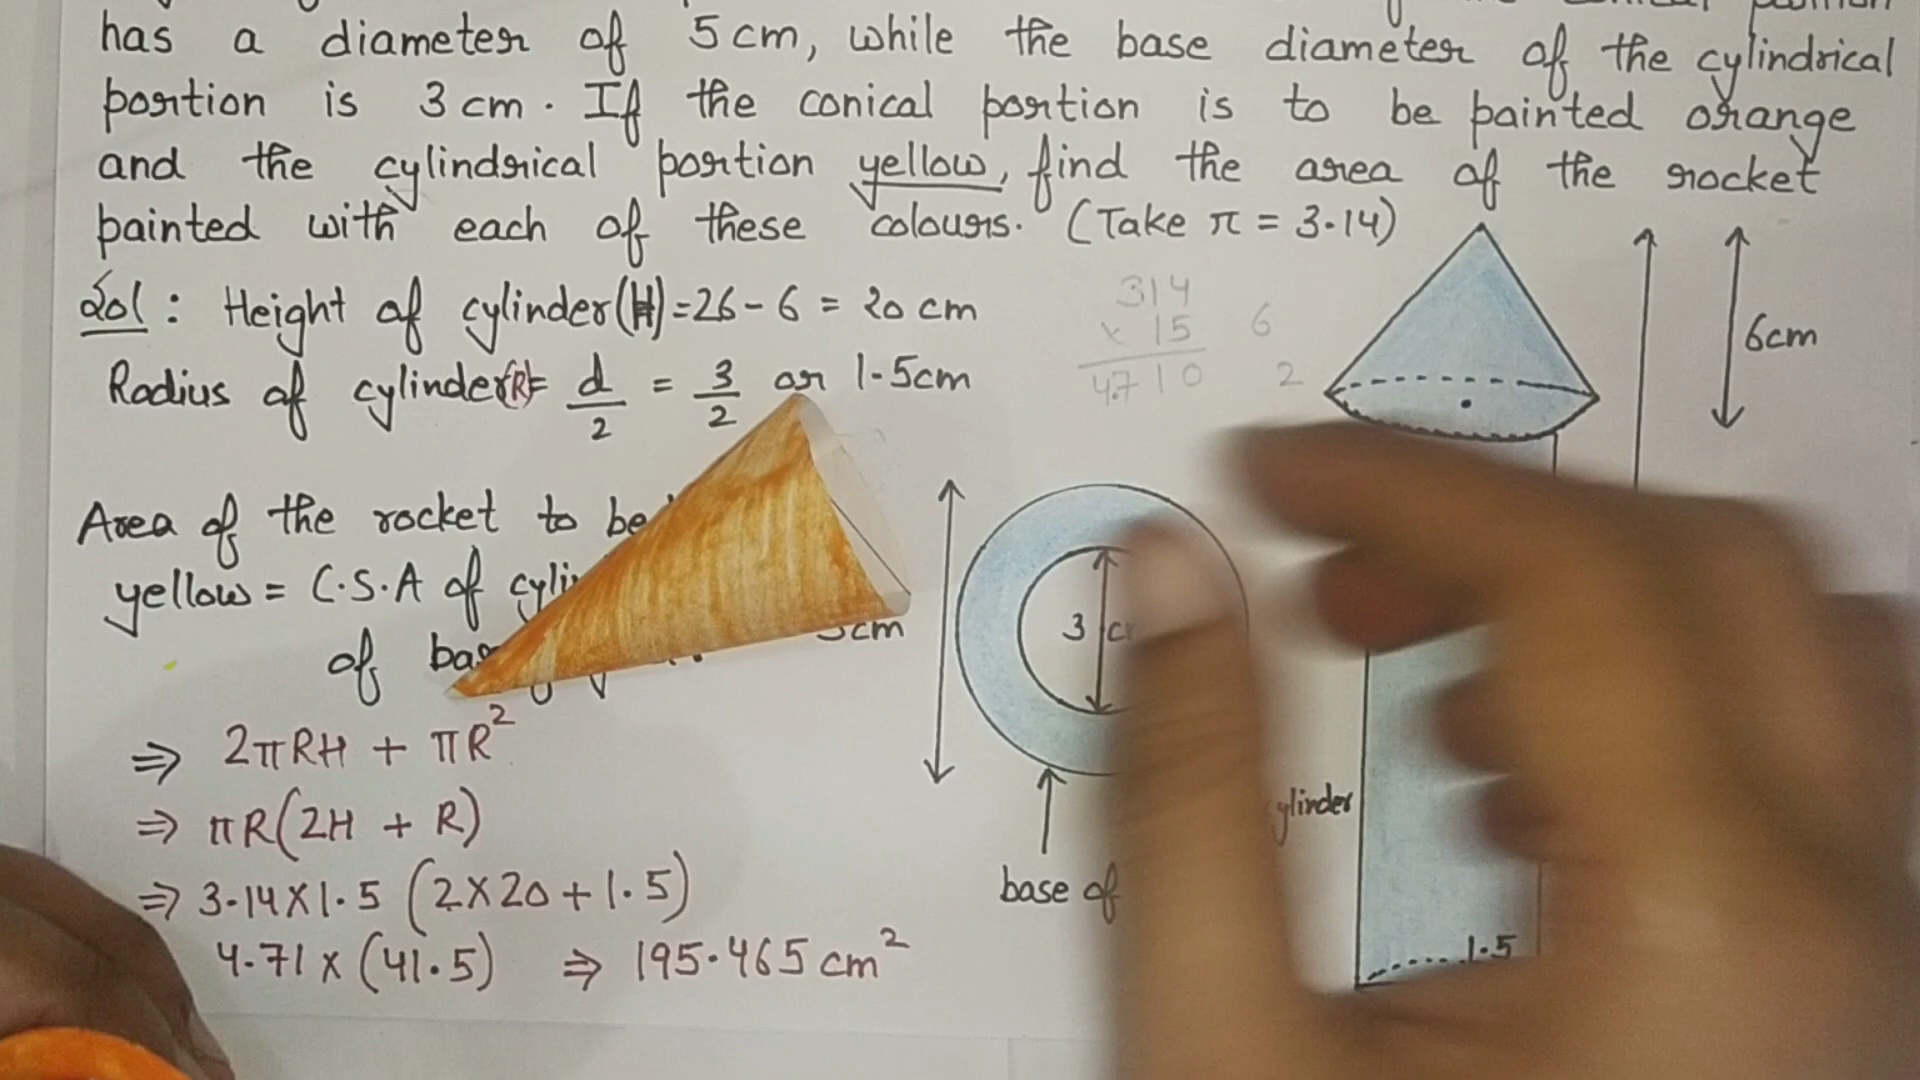 has a diameter of 5cm, while the base diameter of the cylindrical
portion is 3cm. If the conical portion is to be painted orange
and the cylindrical portion yellow, find the area of the rocket
painted with each of these colours. (Take π = 3.14)
Sol : Height of cylinder(H)=26-6 = 20 cm
Radius of cylinder(R)= d/2 = 3/2 or 1.5cm
314
x 15
4.710
6
2
6cm
Area of the rocket to be
yellow = C.S.A of
of
5cm
3
⇒ 2πRH + πR²
⇒ πR(2H + R)
⇒ 3.14X1.5 (2X20+1.5)
4.71 x (41.5) ⇒ 195.465 cm²
base of
1.5